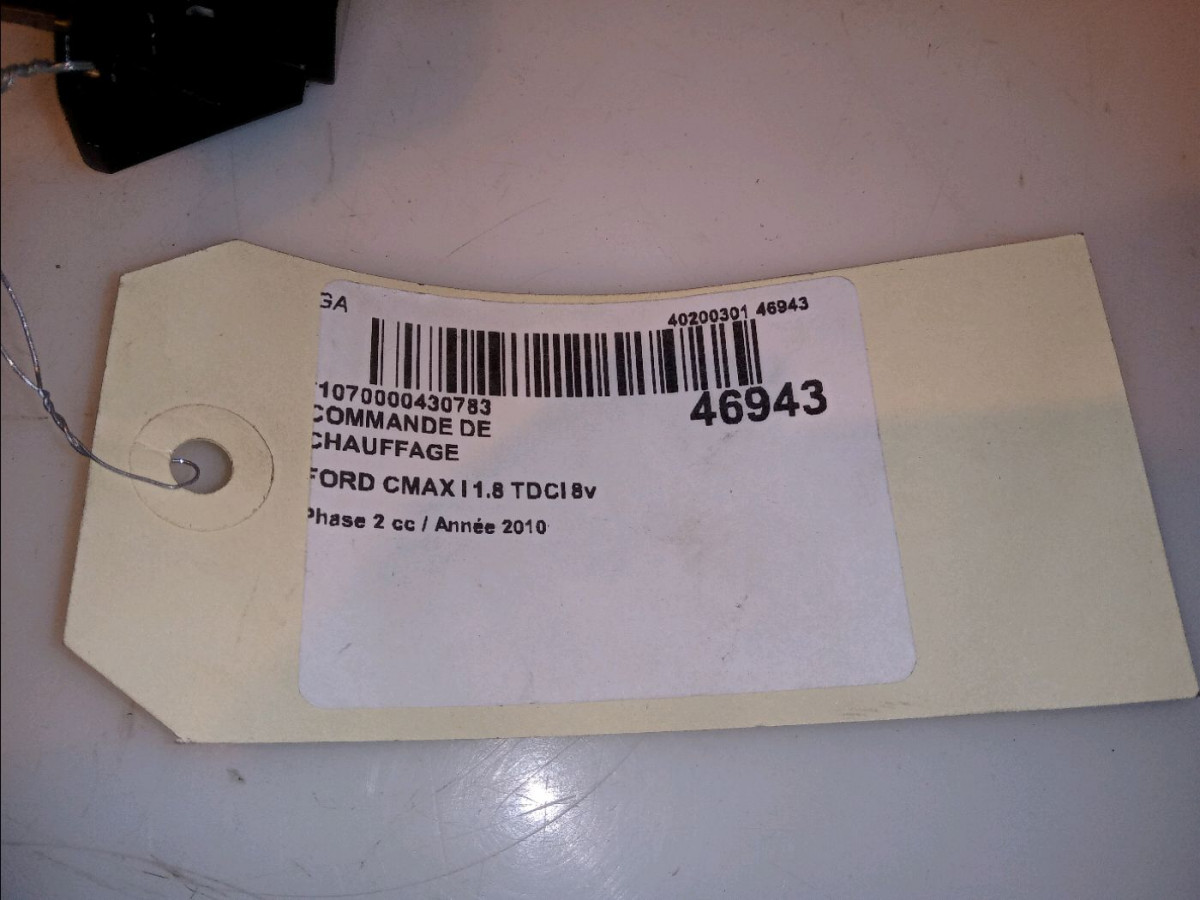 GA
40200301 46943
1070000430783
46943
COMMANDE DE
CHAUFFAGE
FORD CMAX I 1.8 TDCI 8v
Phase 2 cc / Année 2010